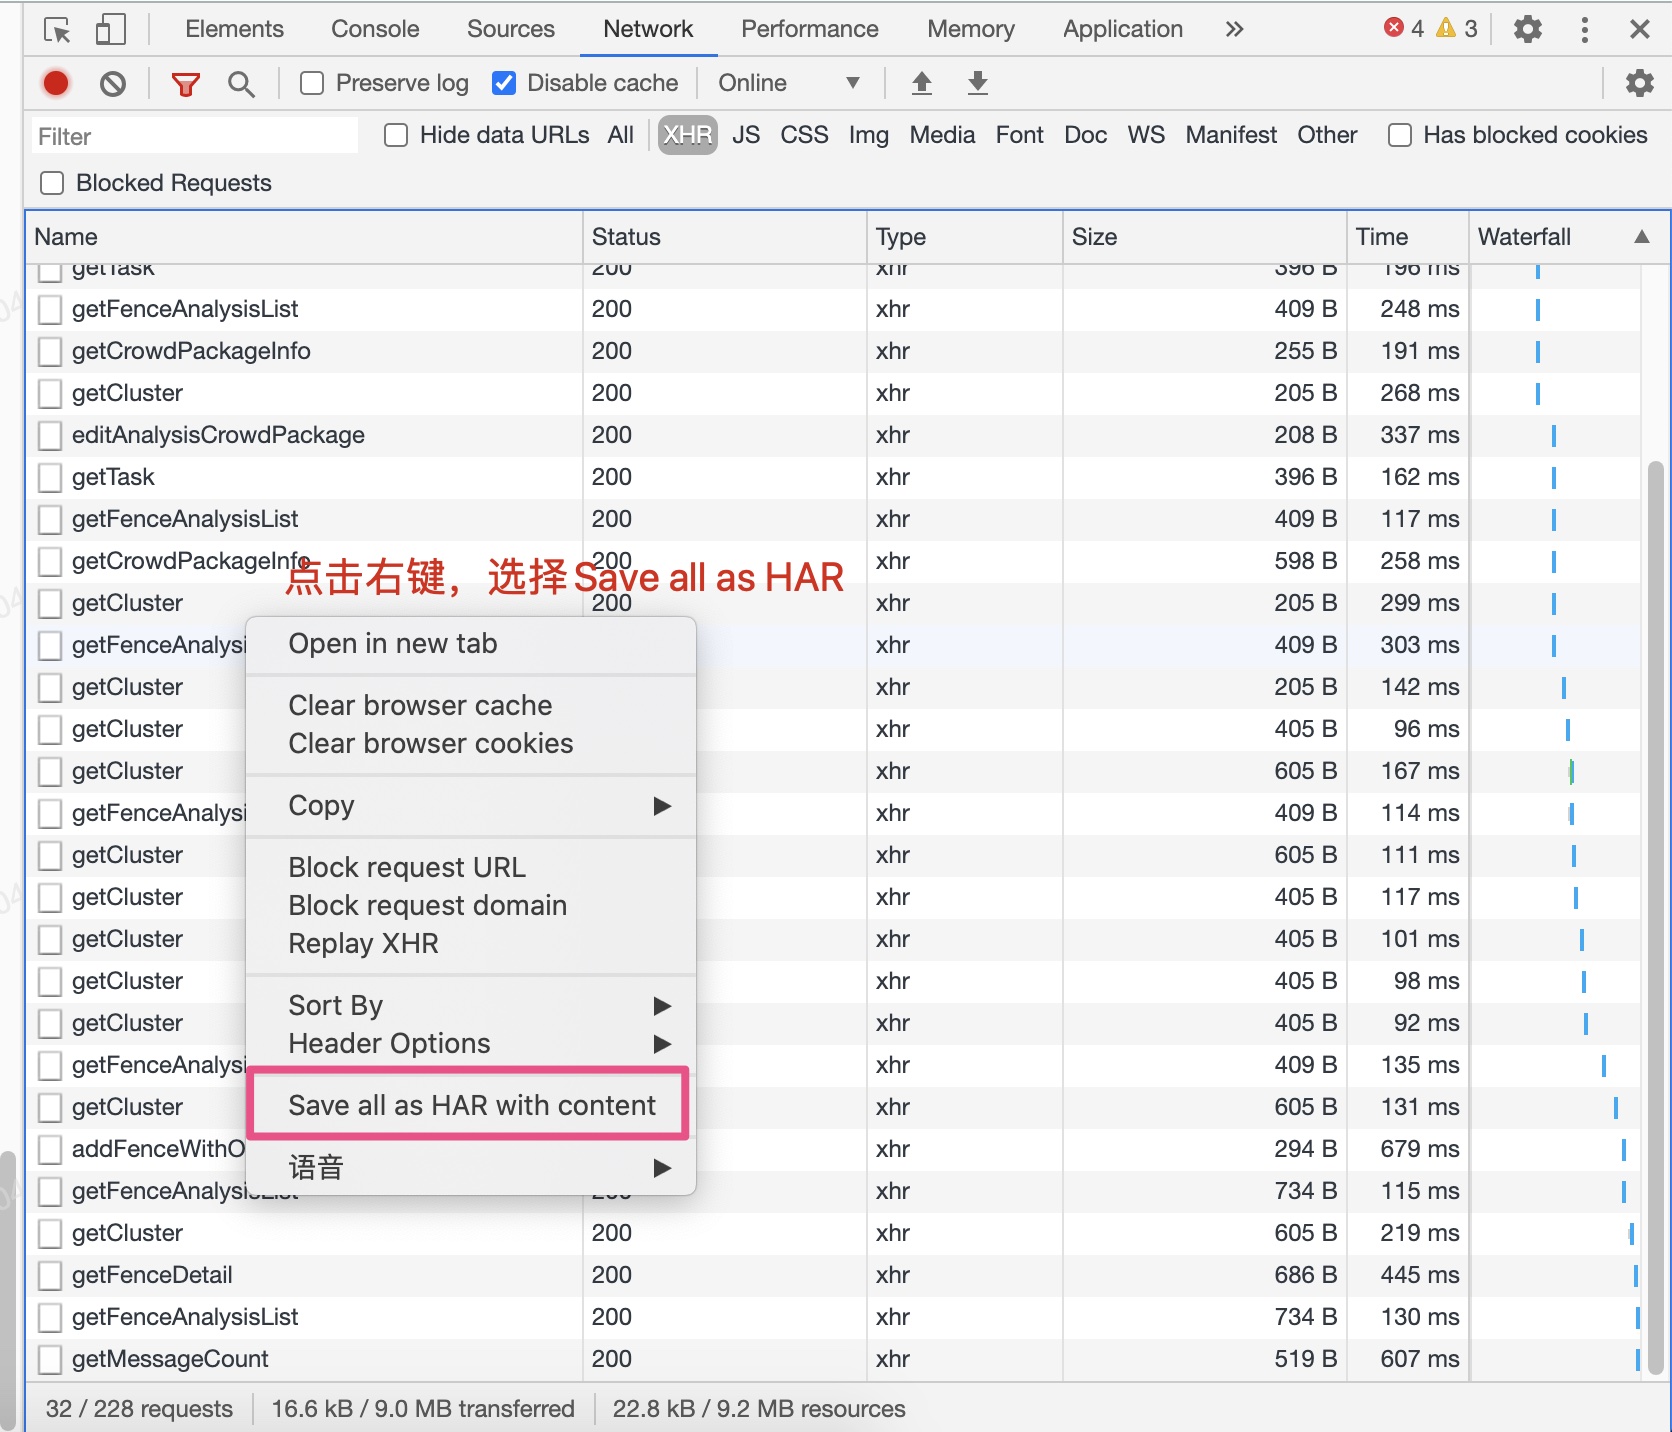 Elements Console Sources Network Performance Memory Application » 4 3
Preserve log Disable cache Online
Filter Hide data URLs All XHR JS CSS Img Media Font Doc WS Manifest Other Has blocked cookies
Blocked Requests
Name Status Type Size Time Waterfall
getTask 200 xhr 396 B 196 ms
getFenceAnalysisList 200 xhr 409 B 248 ms
getCrowdPackageInfo 200 xhr 255 B 191 ms
getCluster 200 xhr 205 B 268 ms
editAnalysisCrowdPackage 200 xhr 208 B 337 ms
getTask 200 xhr 396 B 162 ms
getFenceAnalysisList 200 xhr 409 B 117 ms
getCrowdPackageInfo 200 xhr 598 B 258 ms
点击右键，选择Save all as HAR
getCluster 200 xhr 205 B 299 ms
getFenceAnalysi xhr 409 B 303 ms
getCluster xhr 205 B 142 ms
getCluster xhr 405 B 96 ms
getCluster xhr 605 B 167 ms
getFenceAnalysi xhr 409 B 114 ms
getCluster xhr 605 B 111 ms
getCluster xhr 405 B 117 ms
getCluster xhr 405 B 101 ms
getCluster xhr 405 B 98 ms
getCluster xhr 405 B 92 ms
getFenceAnalysi xhr 409 B 135 ms
getCluster xhr 605 B 131 ms
addFenceWithO xhr 294 B 679 ms
getFenceAnalysisList 200 xhr 734 B 115 ms
getCluster 200 xhr 605 B 219 ms
getFenceDetail 200 xhr 686 B 445 ms
getFenceAnalysisList 200 xhr 734 B 130 ms
getMessageCount 200 xhr 519 B 607 ms
Open in new tab
Clear browser cache
Clear browser cookies
Copy
Block request URL
Block request domain
Replay XHR
Sort By
Header Options
Save all as HAR with content
语音
32 / 228 requests 16.6 kB / 9.0 MB transferred 22.8 kB / 9.2 MB resources